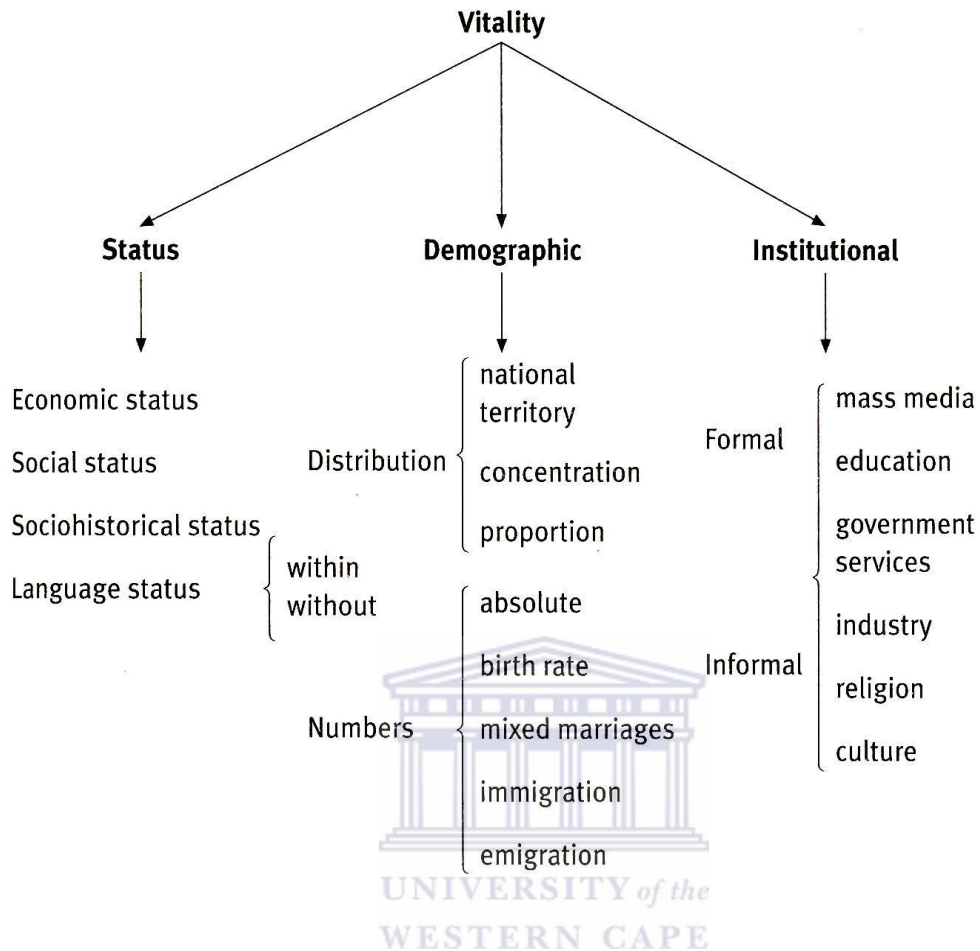 Vitality
Status
Demographic
Institutional
Economic status
Social status
Sociohistorical status
Language status
within
without
Distribution
national
territory
concentration
proportion
Numbers
absolute
birth rate
mixed marriages
immigration
emigration
Formal
Informal
mass media
education
government
services
industry
religion
culture
UNIVERSITY of the
WESTERN CAPE